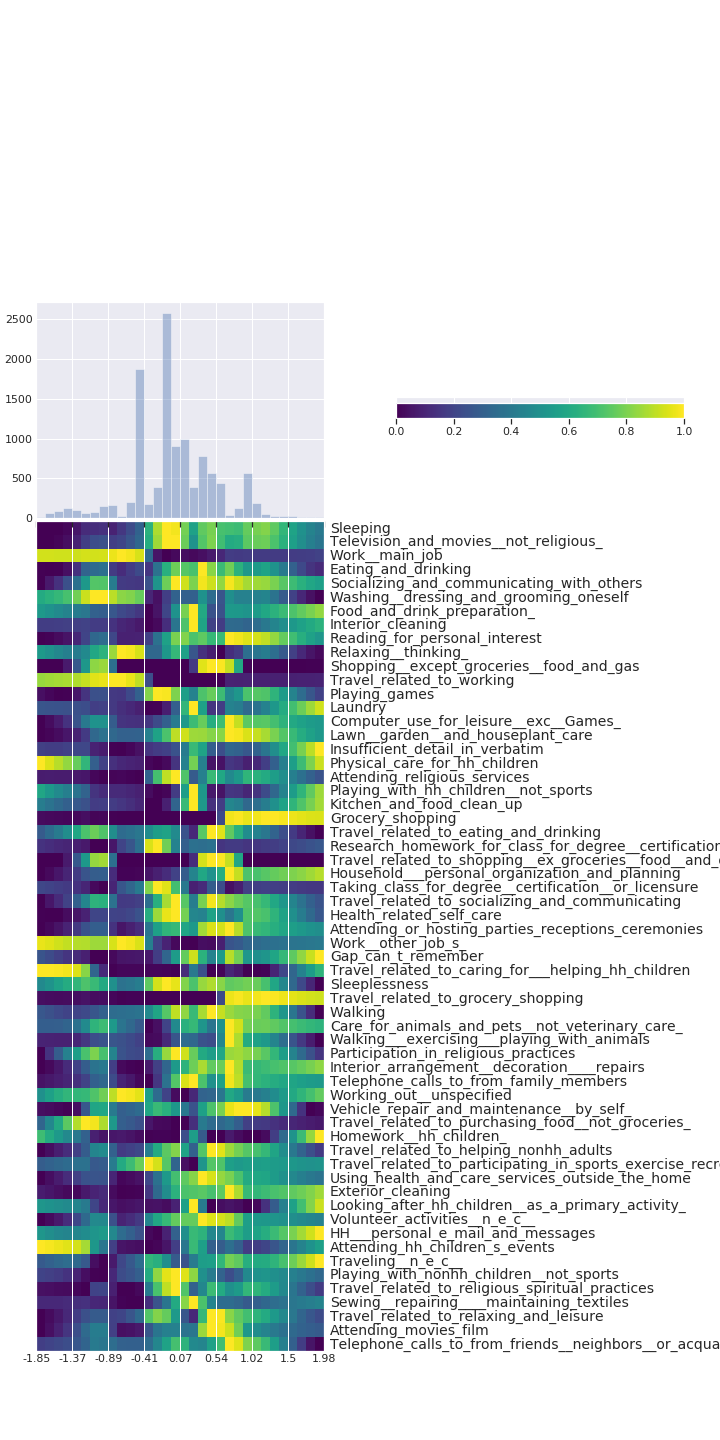 2500
2000
1500
1000
500
0
0.0 0.2 0.4 0.6 0.8 1.0
Sleeping
Television_and_movies__not_religious_
Work__main_job
Eating_and_drinking
Socializing_and_communicating_with_others
Washing__dressing_and_grooming_oneself
Food_and_drink_preparation_
Interior_cleaning
Reading_for_personal_interest
Relaxing__thinking_
Shopping__except_groceries__food_and_gas
Travel_related_to_working
Playing_games
Laundry
Computer_use_for_leisure__exc__Games_
Lawn__garden__and_houseplant_care
Insufficient_detail_in_verbatim
Physical_care_for_hh_children
Attending_religious_services
Playing_with_hh_children__not_sports
Kitchen_and_food_clean_up
Grocery_shopping
Travel_related_to_eating_and_drinking
Research_homework_for_class_for_degree__certification
Travel_related_to_shopping__ex_groceries__food__and_
Household___personal_organization_and_planning
Taking_class_for_degree__certification__or_licensure
Travel_related_to_socializing_and_communicating
Health_related_self_care
Attending_or_hosting_parties_receptions_ceremonies
Work__other_job_s_
Gap_can_t_remember
Travel_related_to_caring_for___helping_hh_children
Sleeplessness
Travel_related_to_grocery_shopping
Walking
Care_for_animals_and_pets__not_veterinary_care_
Walking___exercising___playing_with_animals
Participation_in_religious_practices
Interior_arrangement__decoration____repairs
Telephone_calls_to_from_family_members
Working_out__unspecified
Vehicle_repair_and_maintenance__by_self_
Travel_related_to_purchasing_food__not_groceries_
Homework__hh_children_
Travel_related_to_helping_nonhh_adults
Travel_related_to_participating_in_sports_exercise_recr
Using_health_and_care_services_outside_the_home
Exterior_cleaning
Looking_after_hh_children__as_a_primary_activity_
Volunteer_activities__n_e_c__
HH___personal_e_mail_and_messages
Attending_hh_children_s_events
Traveling__n_e_c__
Playing_with_nonhh_children__not_sports
Travel_related_to_religious_spiritual_practices
Sewing__repairing____maintaining_textiles
Travel_related_to_relaxing_and_leisure
Attending_movies_film
Telephone_calls_to_from_friends__neighbors__or_acqua
-1.85 -1.37 -0.89 -0.41 0.07 0.54 1.02 1.5 1.98